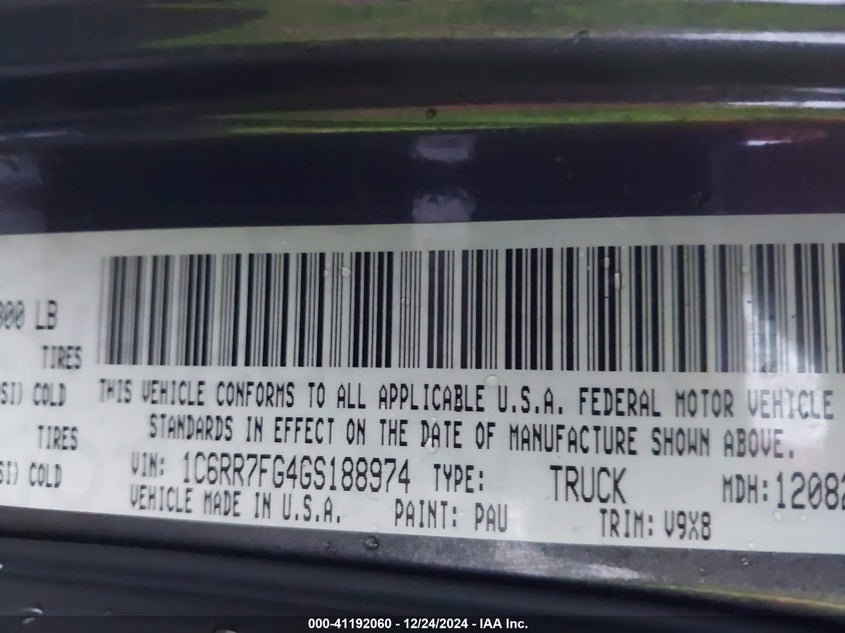 000 LB
TIRES
SI) COLD
THIS VEHICLE CONFORMS TO ALL APPLICABLE U.S.A. FEDERAL MOTOR VEHICLE
STANDARDS IN EFFECT ON THE DATE OF MANUFACTURE SHOWN ABOVE.
TIRES
SI) COLD
VIN: 1C6RR7FG4GS188974 TYPE: TRUCK MDH: 12082
VEHICLE MADE IN U.S.A. PAINT: PAU TRIM: V9X8
000-41192060 - 12/24/2024 - IAA Inc.